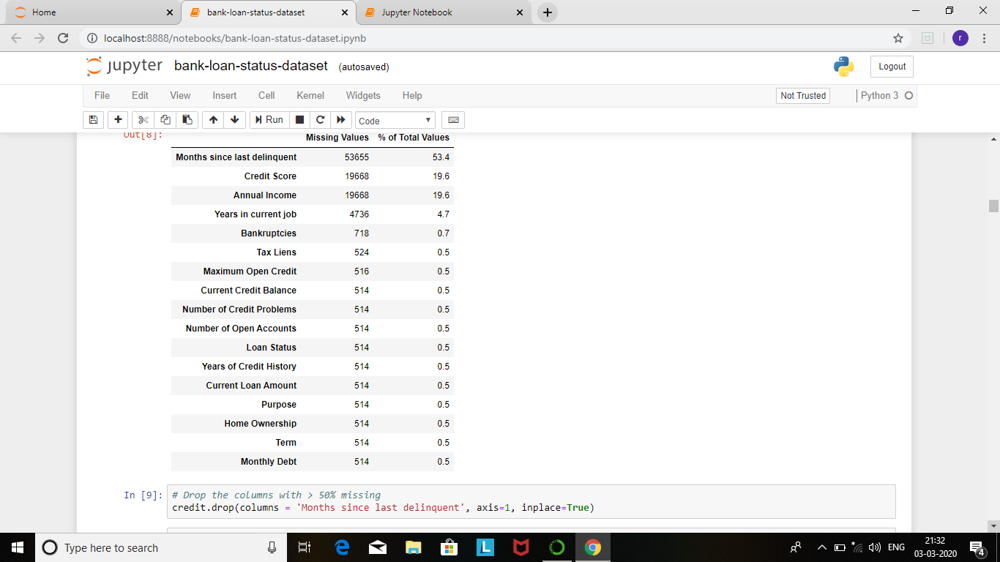 Home
bank-loan-status-dataset
Jupyter Notebook
localhost:8888/notebooks/bank-loan-status-dataset.ipynb
r
jupyter bank-loan-status-dataset (autosaved)
Logout
File Edit View Insert Cell Kernel Widgets Help
Not Trusted
Python 3
Run
Code
Out[8]:
Missing Values % of Total Values
Months since last delinquent 53655 53.4
Credit Score 19668 19.6
Annual Income 19668 19.6
Years in current job 4736 4.7
Bankruptcies 718 0.7
Tax Liens 524 0.5
Maximum Open Credit 516 0.5
Current Credit Balance 514 0.5
Number of Credit Problems 514 0.5
Number of Open Accounts 514 0.5
Loan Status 514 0.5
Years of Credit History 514 0.5
Current Loan Amount 514 0.5
Purpose 514 0.5
Home Ownership 514 0.5
Term 514 0.5
Monthly Debt 514 0.5
In [9]: # Drop the columns with > 50% missing
credit.drop(columns = 'Months since last delinquent', axis=1, inplace=True)
Type here to search
L
ENG
21:32
03-03-2020
4